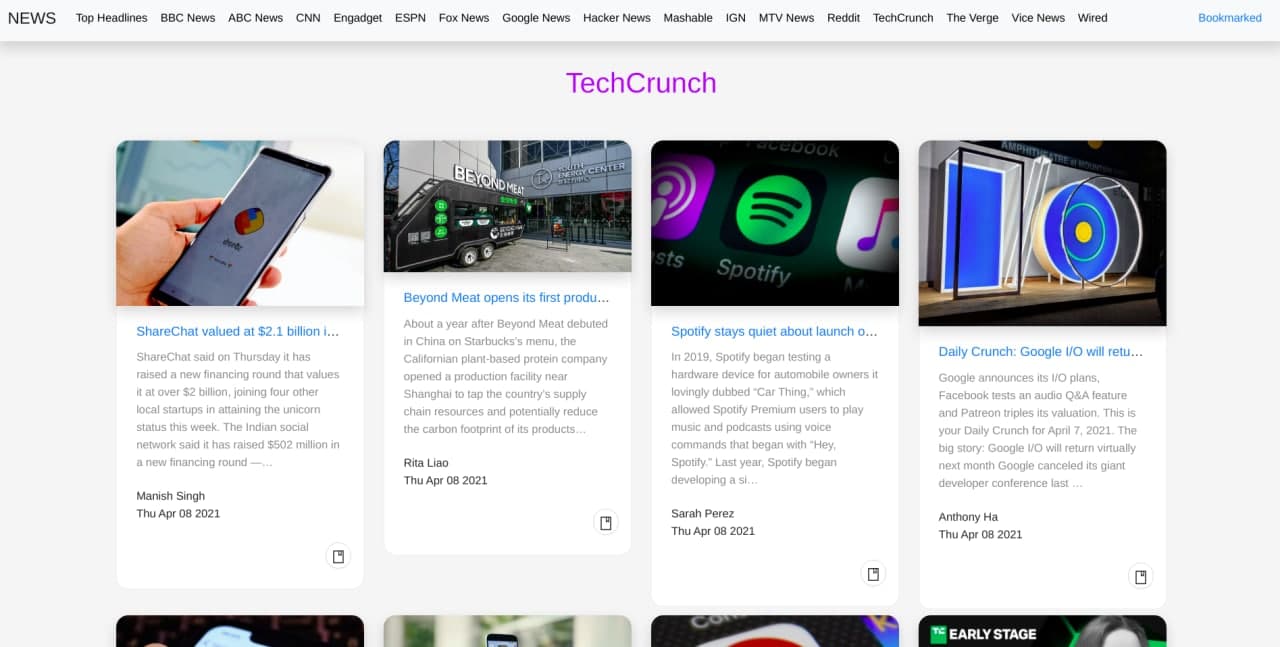 NEWS Top Headlines BBC News ABC News CNN Engadget ESPN Fox News Google News Hacker News Mashable IGN MTV News Reddit TechCrunch The Verge Vice News Wired Bookmarked
TechCrunch
ShareChat valued at $2.1 billion i...
ShareChat said on Thursday it has
raised a new financing round that values
it at over $2 billion, joining four other
local startups in attaining the unicorn
status this week. The Indian social
network said it has raised $502 million in
a new financing round —…
Manish Singh
Thu Apr 08 2021
BEYOND MEAT
ENERGY CENTER
Beyond Meat opens its first produ...
About a year after Beyond Meat debuted
in China on Starbucks's menu, the
Californian plant-based protein company
opened a production facility near
Shanghai to tap the country's supply
chain resources and potentially reduce
the carbon footprint of its products…
Rita Liao
Thu Apr 08 2021
Facebook
asts
Spotify
M
Spotify stays quiet about launch o...
In 2019, Spotify began testing a
hardware device for automobile owners it
lovingly dubbed “Car Thing,” which
allowed Spotify Premium users to play
music and podcasts using voice
commands that began with “Hey,
Spotify.” Last year, Spotify began
developing a si…
Sarah Perez
Thu Apr 08 2021
AMPHITHEATRE at MOUNTAIN
Daily Crunch: Google I/O will retu...
Google announces its I/O plans,
Facebook tests an audio Q&A feature
and Patreon triples its valuation. This is
your Daily Crunch for April 7, 2021. The
big story: Google I/O will return virtually
next month Google canceled its giant
developer conference last …
Anthony Ha
Thu Apr 08 2021
TC EARLY STAGE